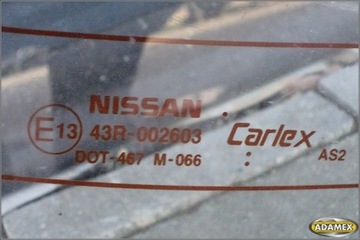 NISSAN
E13 43R-002603
DOT-467 M-066
Carlex
AS2
ADAMEX